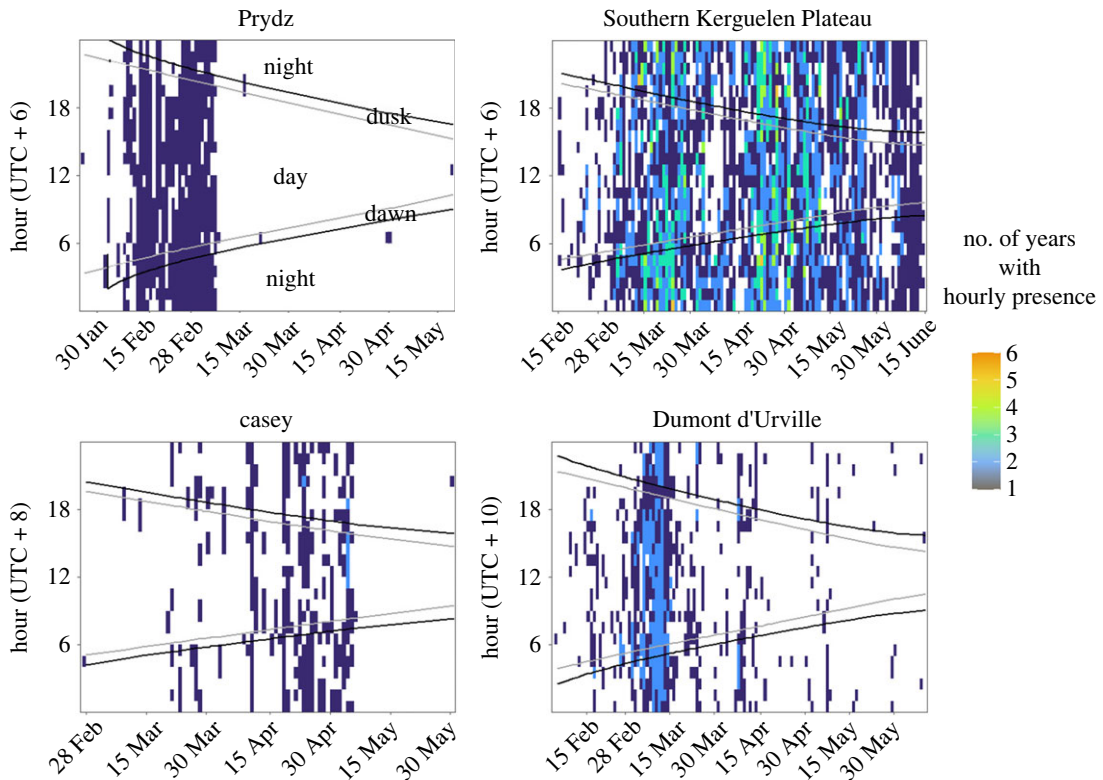 Prydz
hour (UTC + 6)
18
12
6
night
dusk
day
dawn
night
30 Jan
15 Feb
28 Feb
15 Mar
30 Mar
15 Apr
30 Apr
15 May
Southern Kerguelen Plateau
hour (UTC + 6)
18
12
6
15 Feb
28 Feb
15 Mar
30 Mar
15 Apr
30 Apr
15 May
30 May
15 June
no. of years
with
hourly presence
6
5
4
3
2
1
casey
hour (UTC + 8)
18
12
6
28 Feb
15 Mar
30 Mar
15 Apr
30 Apr
15 May
30 May
Dumont d'Urville
hour (UTC + 10)
18
12
6
15 Feb
28 Feb
15 Mar
30 Mar
15 Apr
30 Apr
15 May
30 May